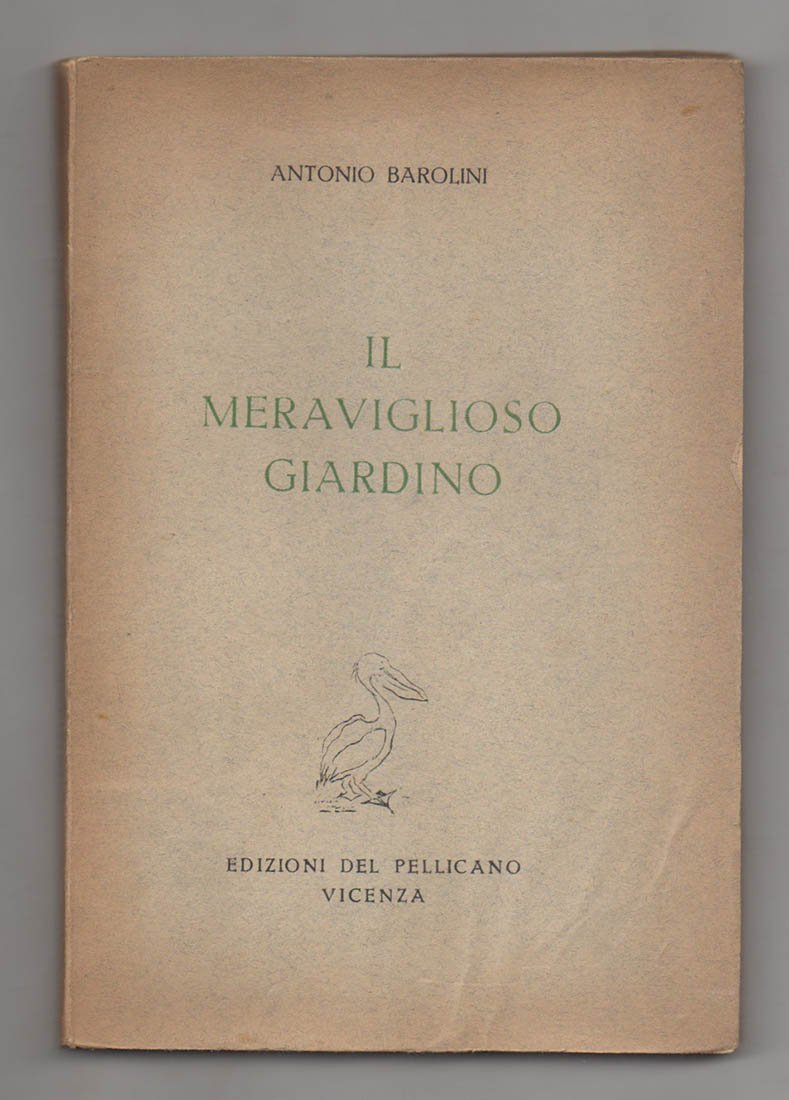 ANTONIO BAROLINI
IL
MERAVIGLIOSO
GIARDINO
EDIZIONI DEL PELLICANO
VICENZA